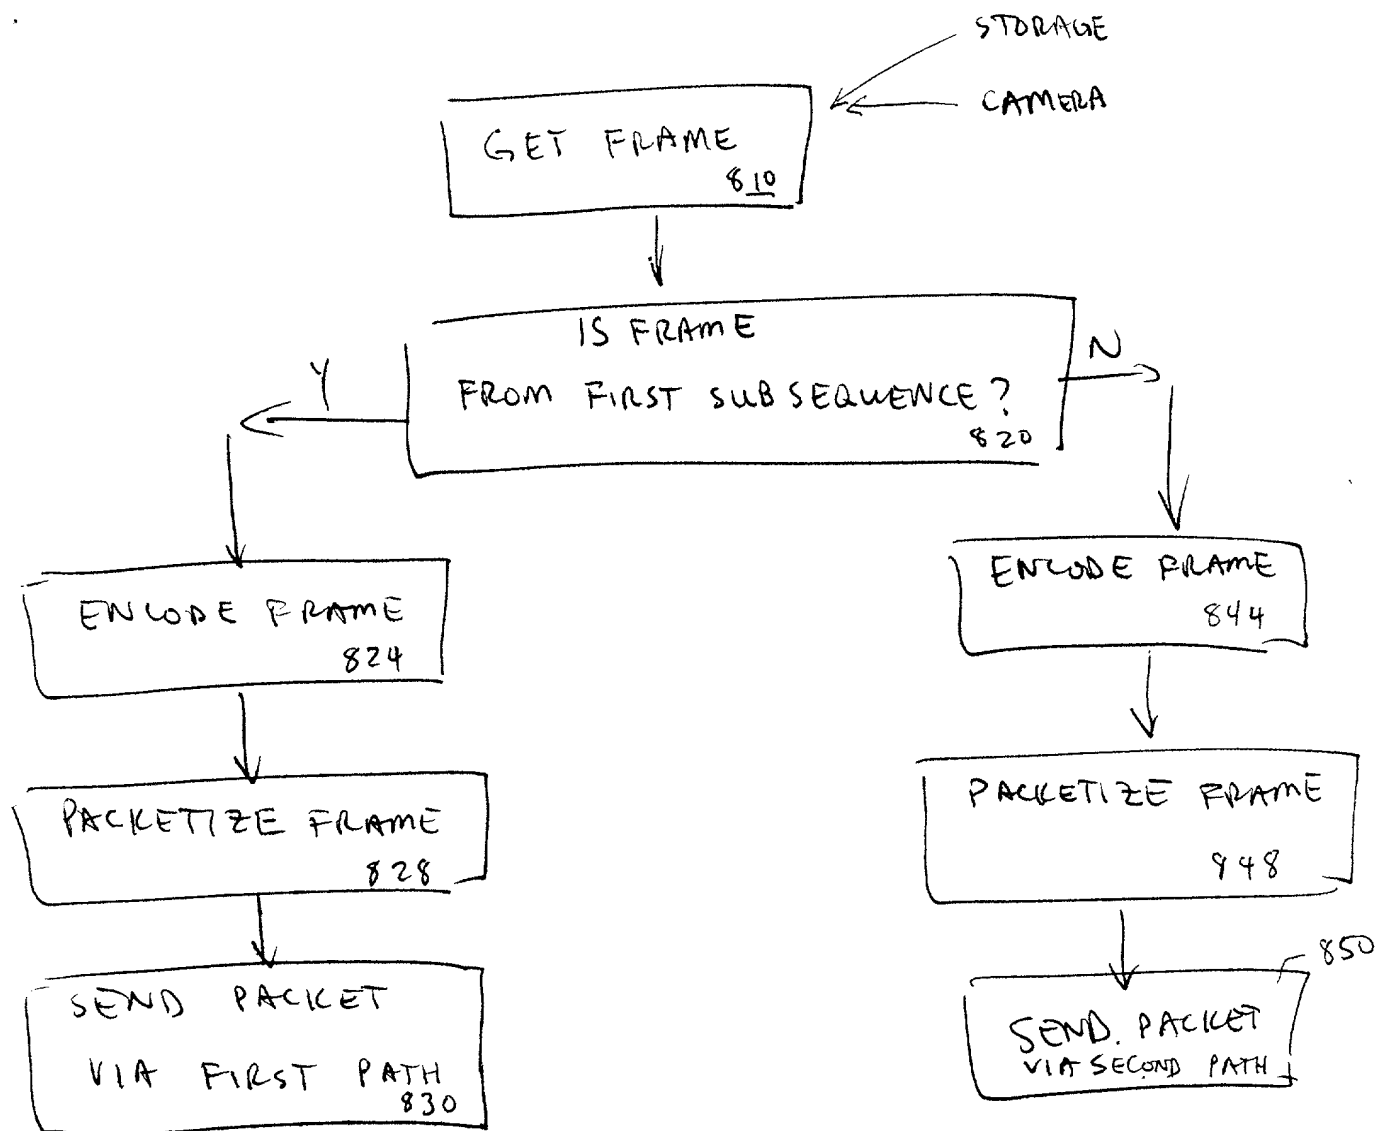 STORAGE
CAMERA
GET FRAME
810
IS FRAME
FROM FIRST SUBSEQUENCE?
820
Y
N
ENCODE FRAME
824
PACKETIZE FRAME
828
SEND PACKET
VIA FIRST PATH
830
ENCODE FRAME
844
PACKETIZE FRAME
848
850
SEND PACKET
VIA SECOND PATH